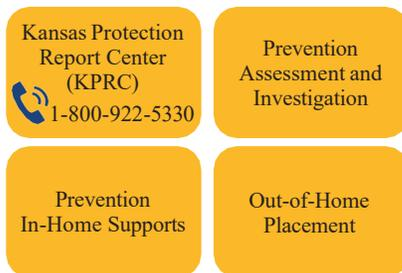 Kansas Protection
Report Center
(KPRC)
1-800-922-5330
Prevention
Assessment and
Investigation
Prevention
In-Home Supports
Out-of-Home
Placement